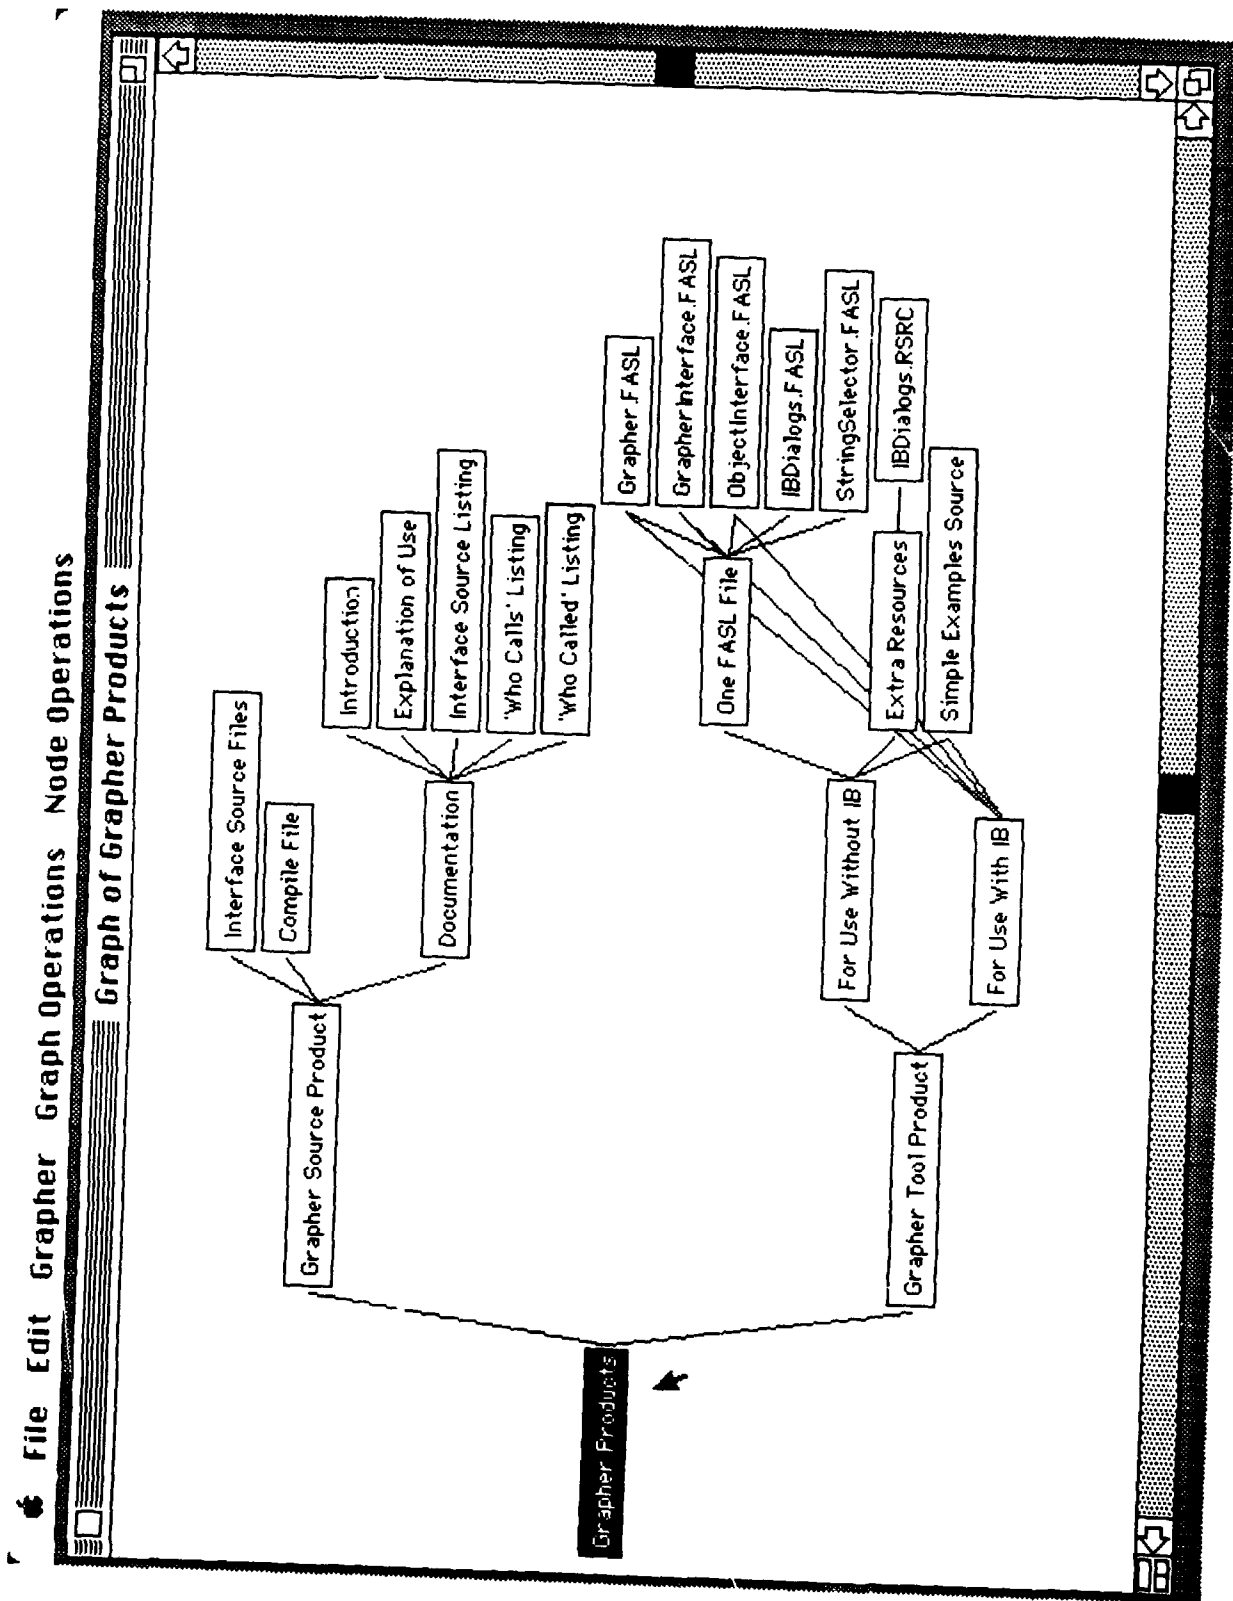 File Edit Grapher Graph Operations Node Operations
Graph of Grapher Products
Grapher Products
Grapher Source Product
Interface Source Files
Compile File
Documentation
Introduction
Explanation of Use
Interface Source Listing
"Who Calls' Listing
"Who Called' Listing
Grapher Tool Product
For Use Without IB
For Use With IB
One FASL File
Extra Resources
Simple Examples Source
Grapher.FASL
GrapherInterface.FASL
ObjectInterface.FASL
IBDialogs.FASL
StringSelector.FASL
IBDialogs.RSRC